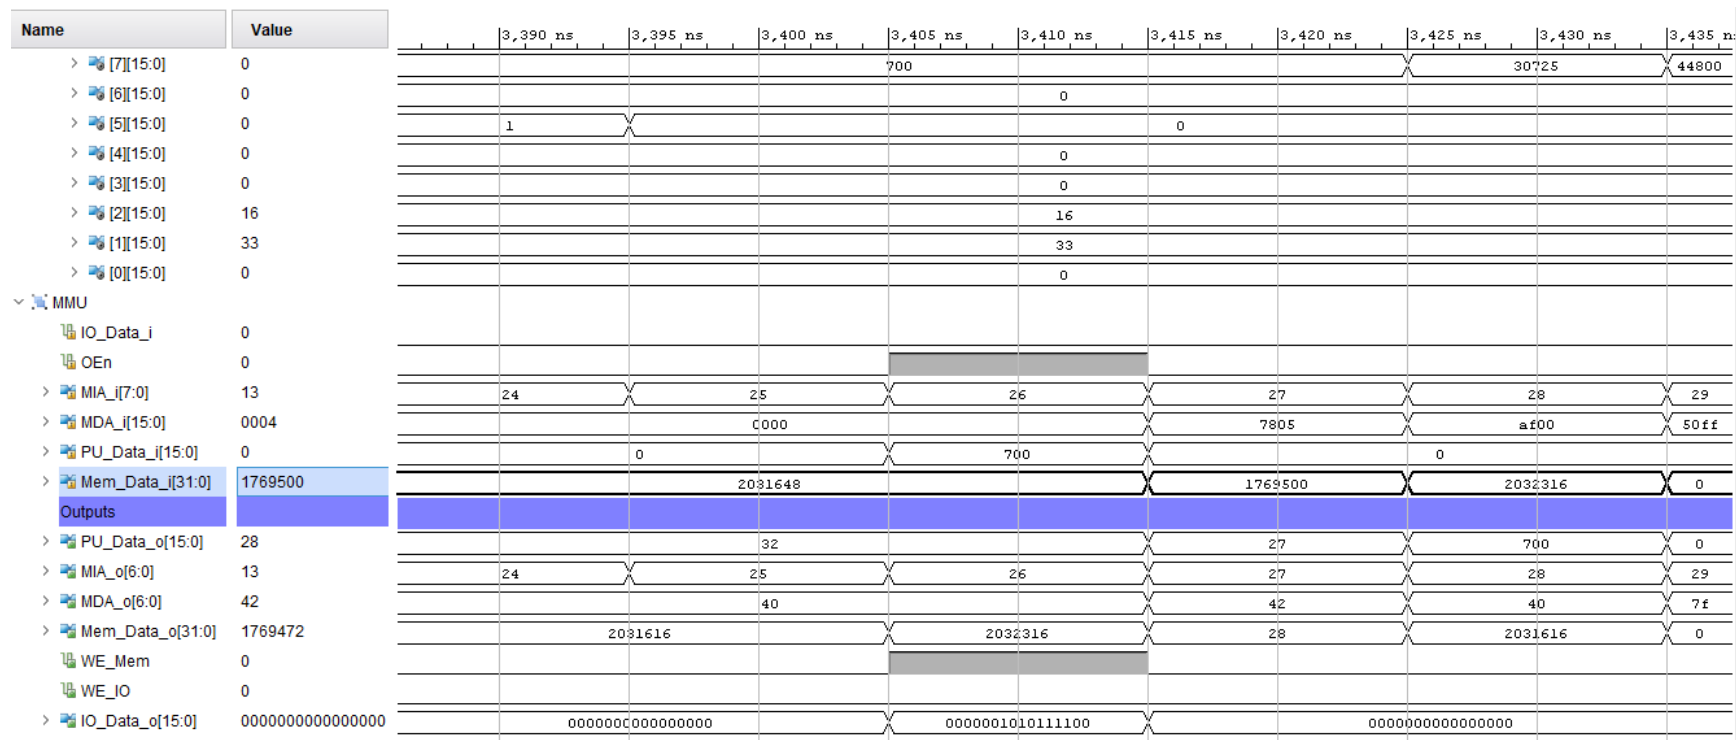 Name Value 3,390 ns 3,395 ns 3,400 ns 3,405 ns 3,410 ns 3,415 ns 3,420 ns 3,425 ns 3,430 ns 3,435 n
[7][15:0] 0 700 30725 44800
[6][15:0] 0 0
[5][15:0] 0 1 0
[4][15:0] 0 0
[3][15:0] 0 0
[2][15:0] 16 16
[1][15:0] 33 33
[0][15:0] 0 0
MMU
IO_Data_i 0
OEn 0
MIA_i[7:0] 13 24 25 26 27 28 29
MDA_i[15:0] 0004 0000 7805 af00 50ff
PU_Data_i[15:0] 0 0 700 0
Mem_Data_i[31:0] 1769500 2031648 1769500 2032316 0
Outputs
PU_Data_o[15:0] 28 32 27 700 0
MIA_o[6:0] 13 24 25 26 27 28 29
MDA_o[6:0] 42 40 42 40 7f
Mem_Data_o[31:0] 1769472 2031616 2032316 28 2031616 0
WE_Mem 0
WE_IO 0
IO_Data_o[15:0] 0000000000000000 0000000000000000 0000001010111100 0000000000000000